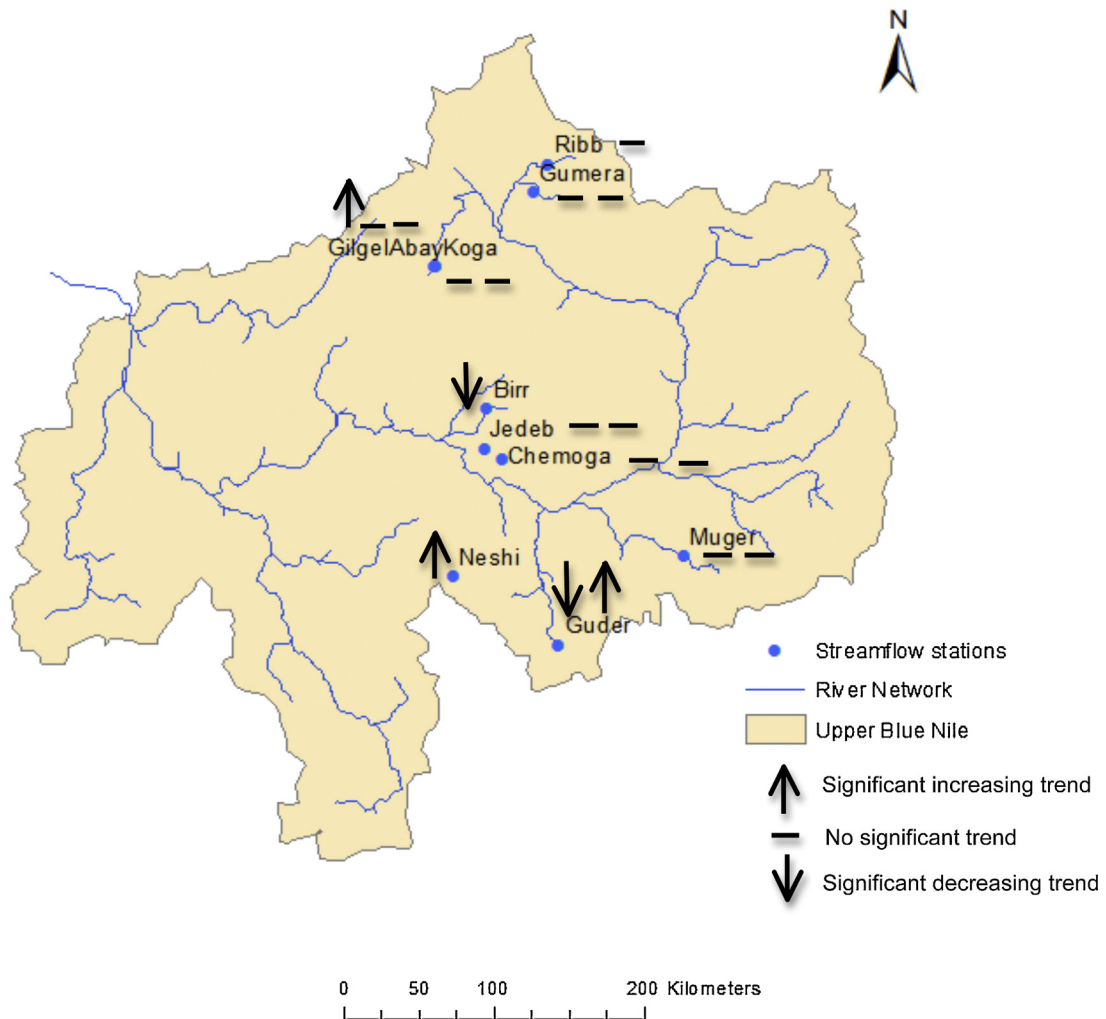 N
Ribb
Gumera
GilgelAbayKoga
Birr
Jedeb
Chemoga
Neshi
Muger
Guder
Streamflow stations
River Network
Upper Blue Nile
Significant increasing trend
No significant trend
Significant decreasing trend
0 50 100 200 Kilometers